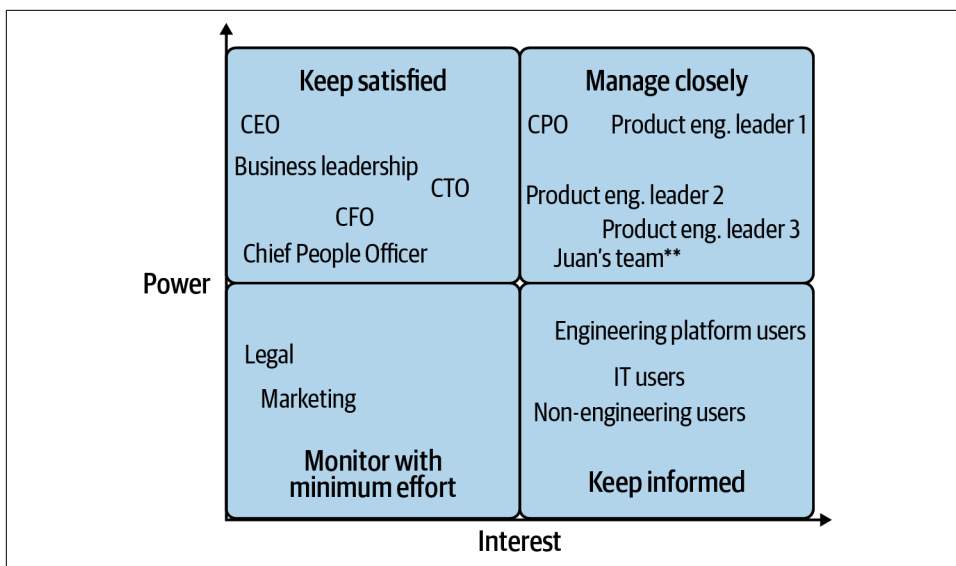 Keep satisfied
CEO
Business leadership
CTO
CFO
Chief People Officer
Manage closely
CPO
Product eng. leader 1
Product eng. leader 2
Product eng. leader 3
Juan's team**
Power
Legal
Marketing
Monitor with
minimum effort
Engineering platform users
IT users
Non-engineering users
Keep informed
Interest